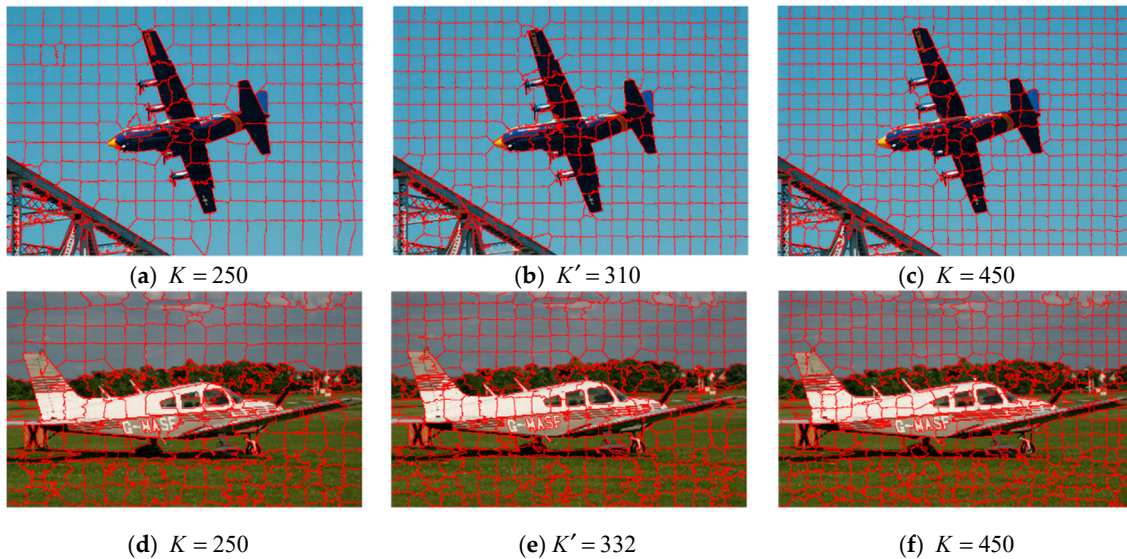 (a) K = 250
(b) K′ = 310
(c) K = 450
G-MASF
G-MASF
G-MASF
(d) K = 250
(e) K′ = 332
(f) K = 450